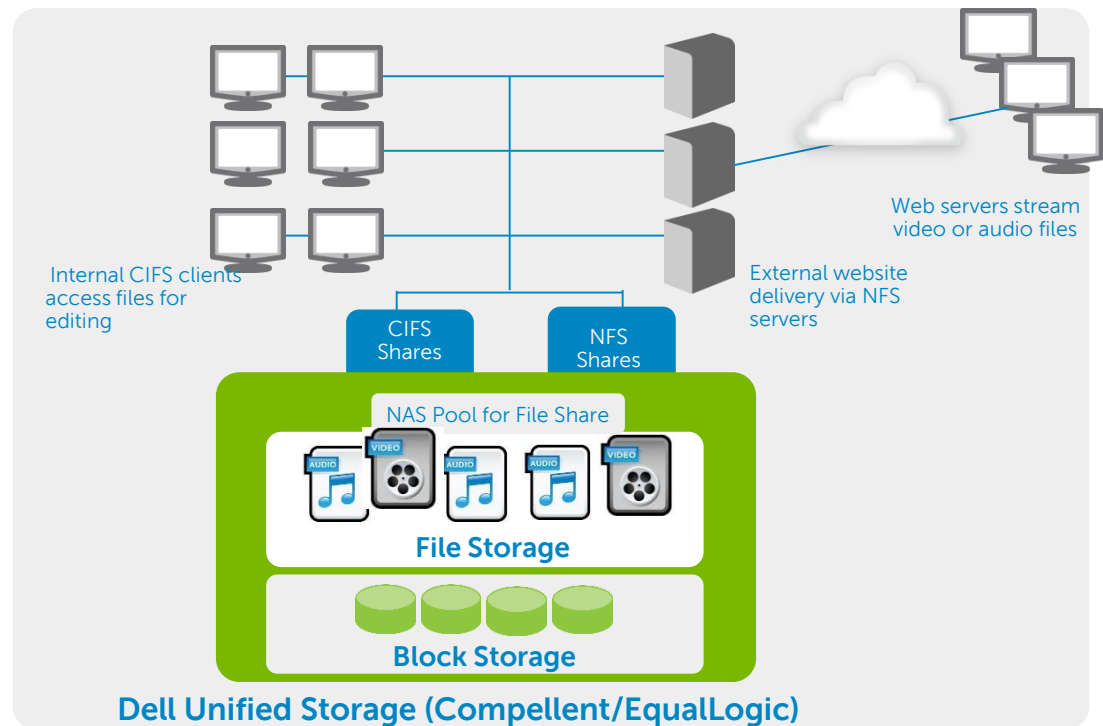 Web servers stream
video or audio files
Internal CIFS clients
access files for
editing
External website
delivery via NFS
servers
CIFS
Shares
NFS
Shares
NAS Pool for File Share
AUDIO
VIDEO
AUDIO
AUDIO
VIDEO
File Storage
Block Storage
Dell Unified Storage (Compellent/EqualLogic)